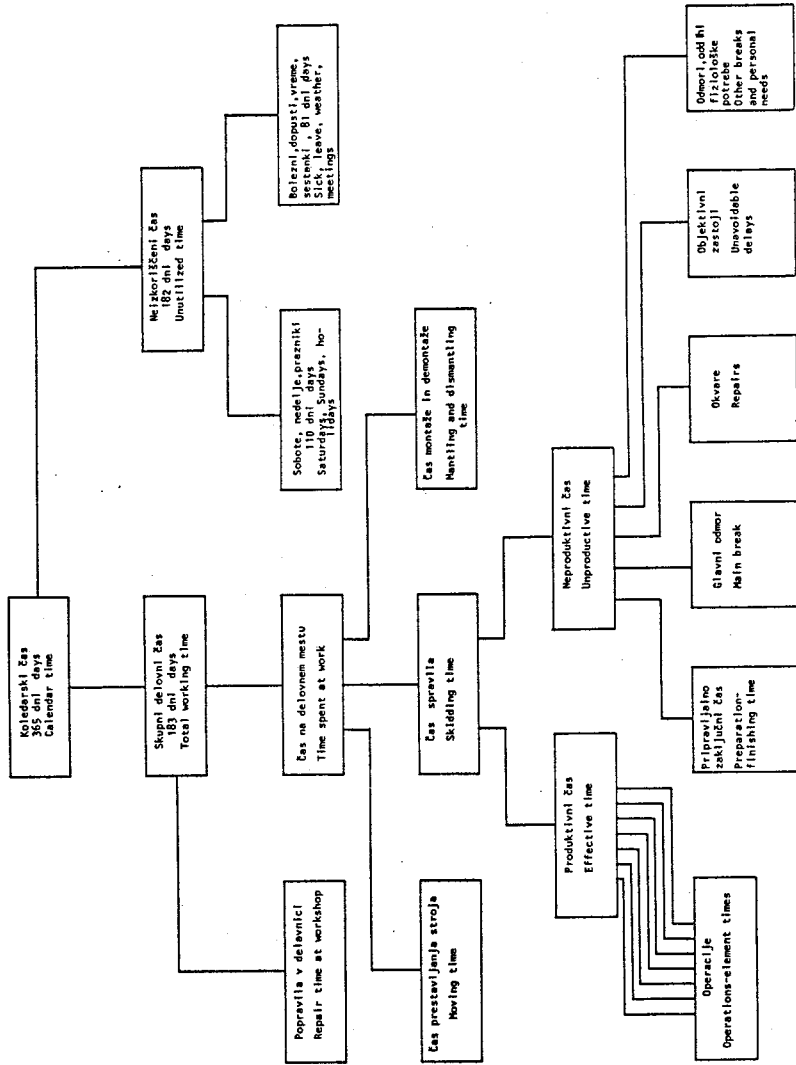 Koledarski čas
365 dni days
Calendar time
Skupni delovni čas
183 dni days
Total working time
Neizkoriščeni čas
182 dni days
Unutilized time
Popravila v delavnici
Repair time at workshop
Čas na delovnem mestu
Time spent at work
Sobote, nedelje,prazniki
110 dni days
Saturdays, Sundays, ho-
lidays
Bolezni,dopusti,vreme,
sestanki , 81 dni days
Sick, leave, weather,
meetings
Čas prestavljanja stroja
Moving time
Čas spravila
Skidding time
Čas montaže in demontaže
Mantling and dismantling
time
Produktivni čas
Effective time
Neproduktivni čas
Unproductive time
Operacije
Operations-element times
Pripravljalno
zaključni čas
Preparation-
finishing time
Glavni odmor
Main break
Okvare
Repairs
Objektivni
zastoji
Unavoidable
delays
Odmori,oddihi
fiziološke
potrebe
Other breaks
and personal
needs